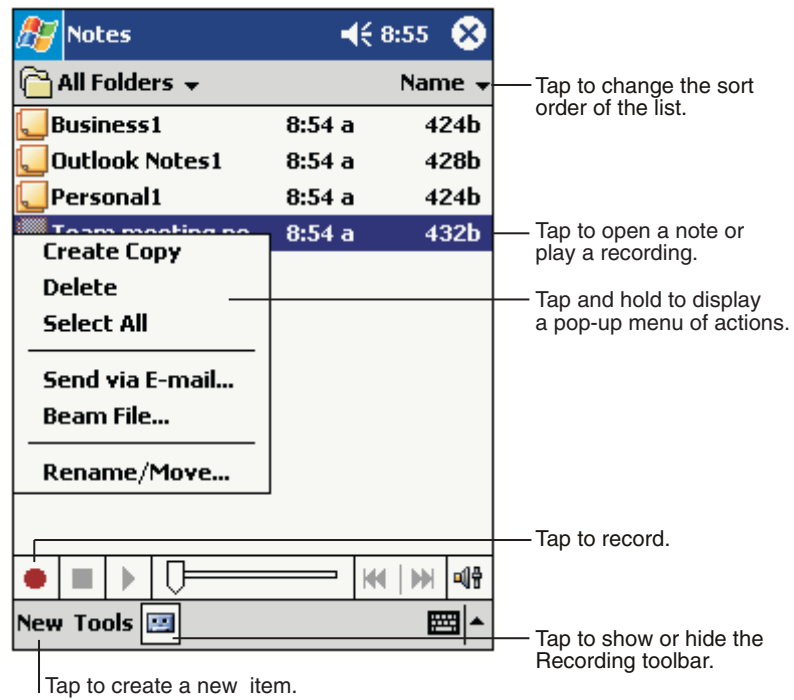 Notes 8:55
All Folders Name
Tap to change the sort
order of the list.
Business1 8:54 a 424b
Outlook Notes1 8:54 a 428b
Personal1 8:54 a 424b
Team meeting no 8:54 a 432b
Tap to open a note or
play a recording.
Create Copy
Delete
Select All
Tap and hold to display
a pop-up menu of actions.
Send via E-mail...
Beam File...
Rename/Move...
Tap to record.
New Tools
Tap to show or hide the
Recording toolbar.
Tap to create a new item.